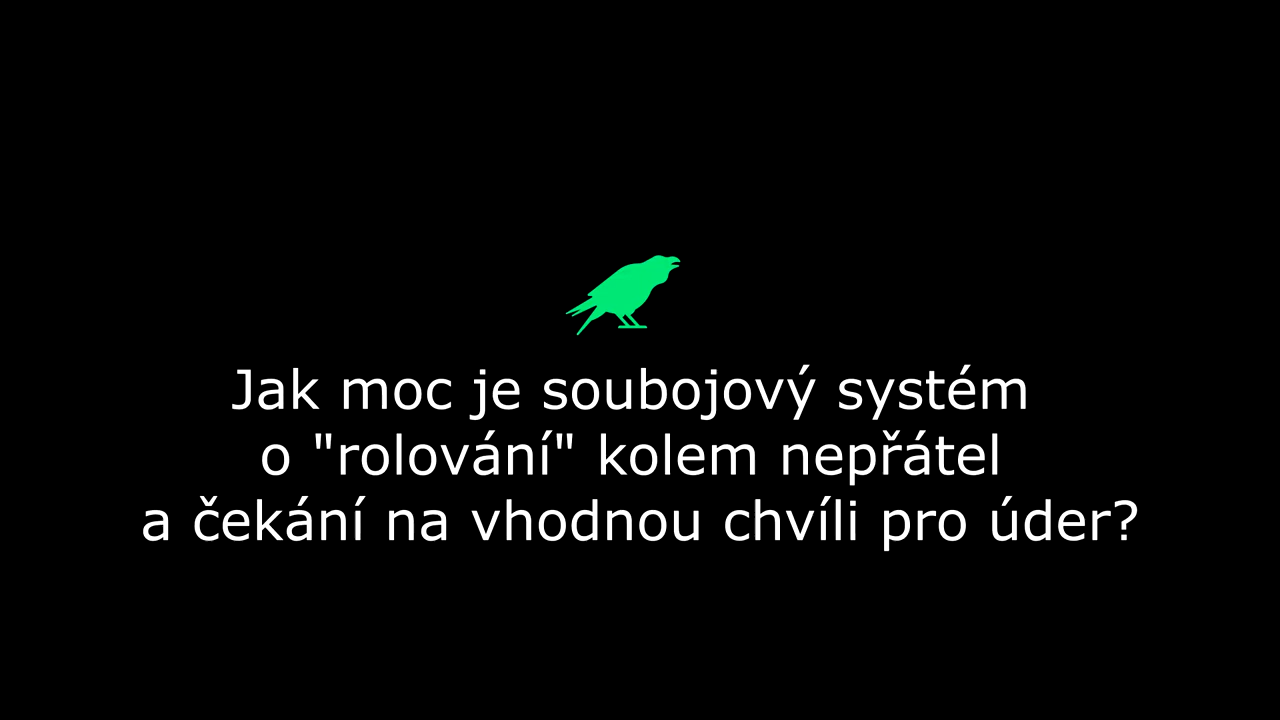 Jak moc je soubojový systém
o "rolování" kolem nepřátel
a čekání na vhodnou chvíli pro úder?